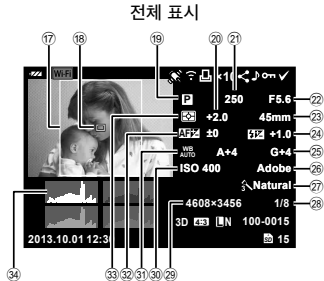 전체 표시
⑰ ⑱ ⑲ ⑳ ㉑
Wi-Fi ×10
P 250 F5.6 ㉒
+2.0 45mm ㉓
AF ±0 +1.0 ㉔
WB AUTO A+4 G+4 ㉕
ISO 400 Adobe ㉖
Natural ㉗
4608×3456 1/8 ㉘
3D 4:3 N 100-0015
2013.10.01 12:30 15
㉞ ㉝ ㉜ ㉛ ㉚ ㉙